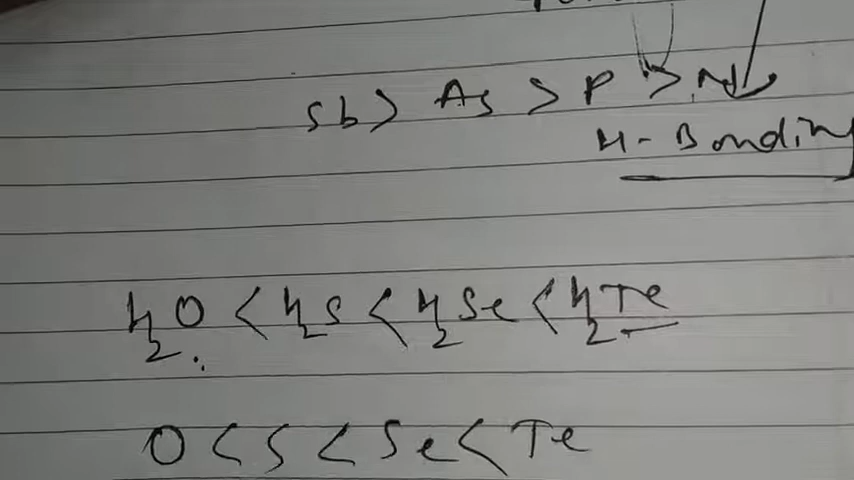 Sb > As > P > N
H-Bonding
H2O < H2S < H2Se < H2Te
O < S < Se < Te